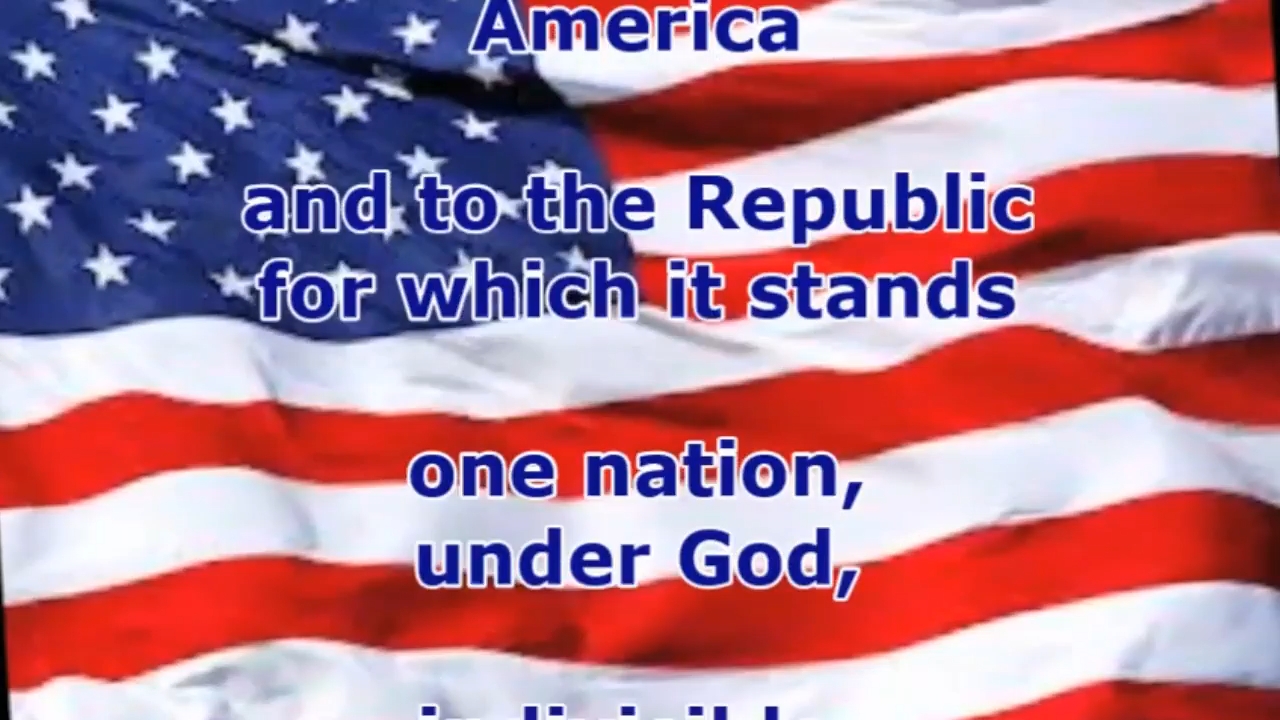 America
and to the Republic
for which it stands
one nation,
under God,